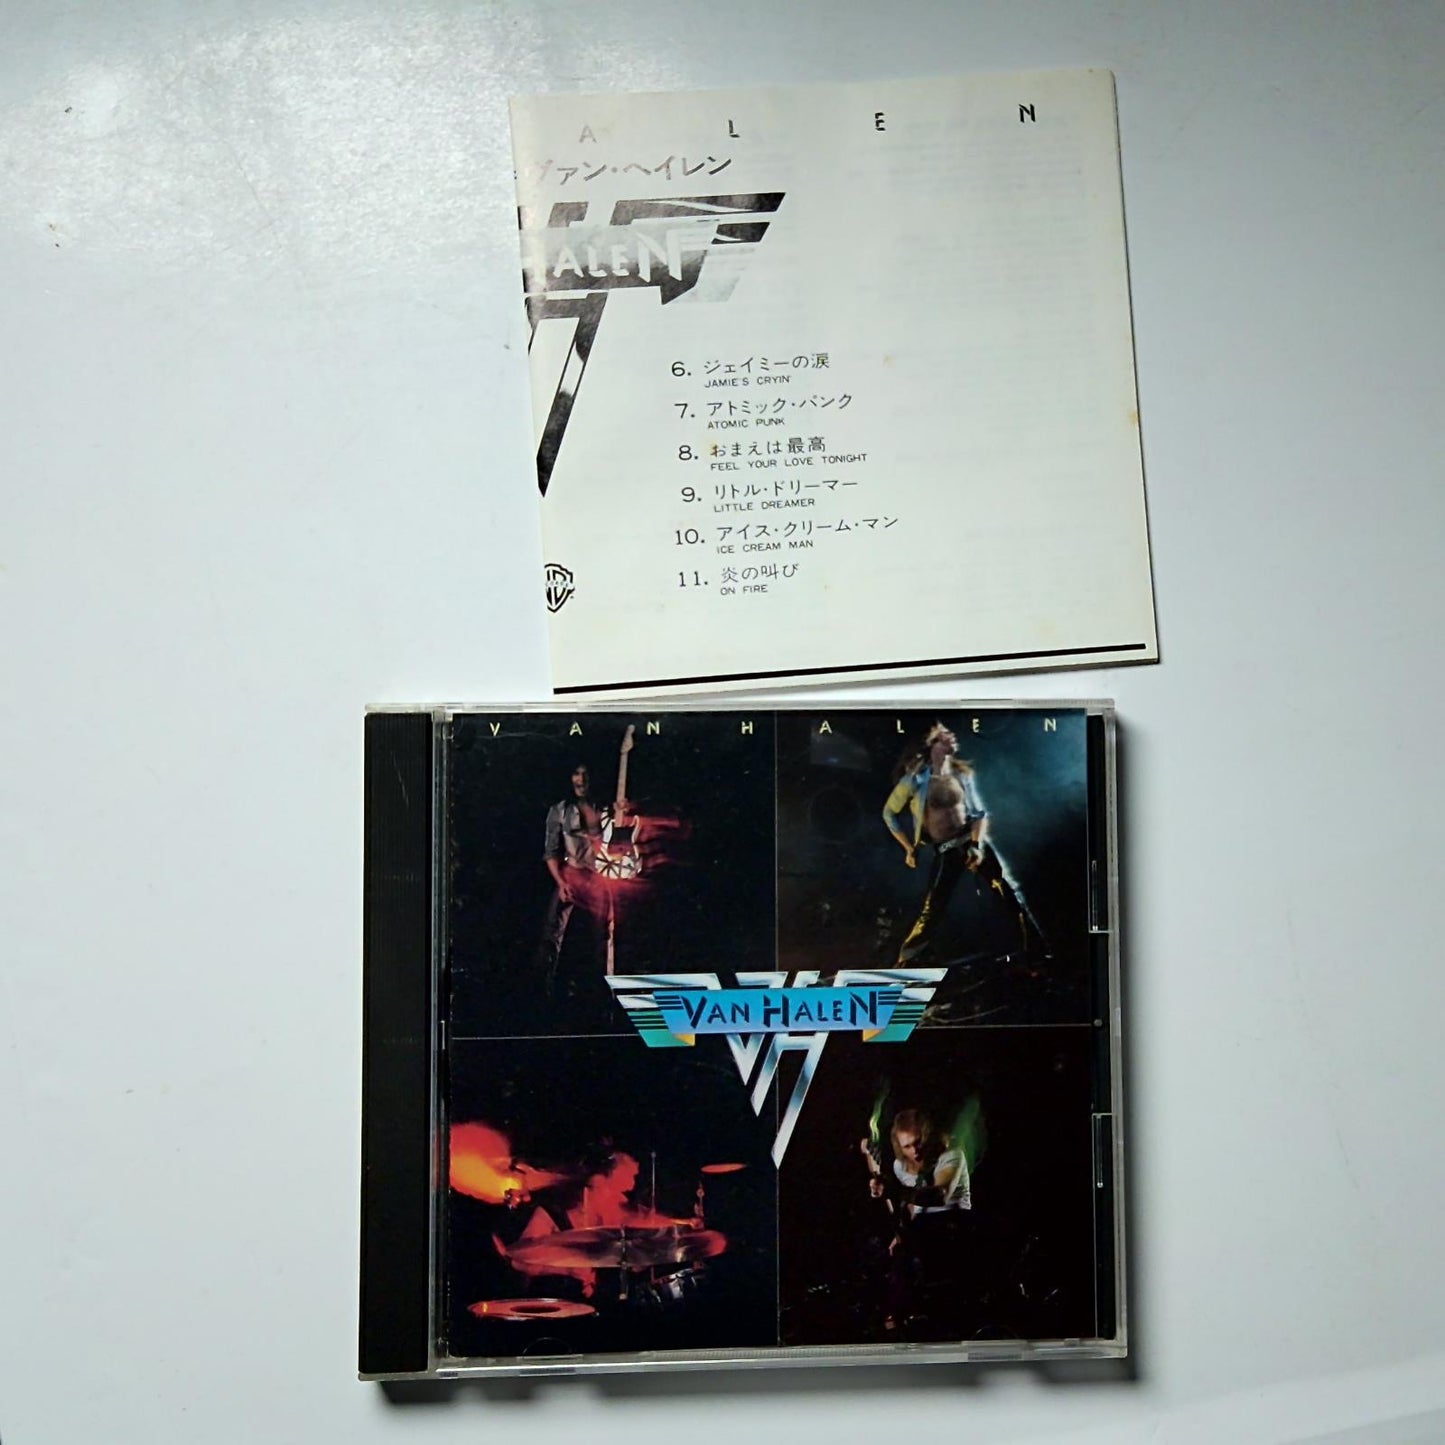 A L E N
ヴァン・ヘイレン
HALEN
6. ジェイミーの涙
JAMIE'S CRYIN'
7. アトミック・パンク
ATOMIC PUNK
8. おまえは最高
FEEL YOUR LOVE TONIGHT
9. リトル・ドリーマー
LITTLE DREAMER
10. アイス・クリーム・マン
ICE CREAM MAN
11. 炎の叫び
ON FIRE
VAN HALEN
VAN HALEN